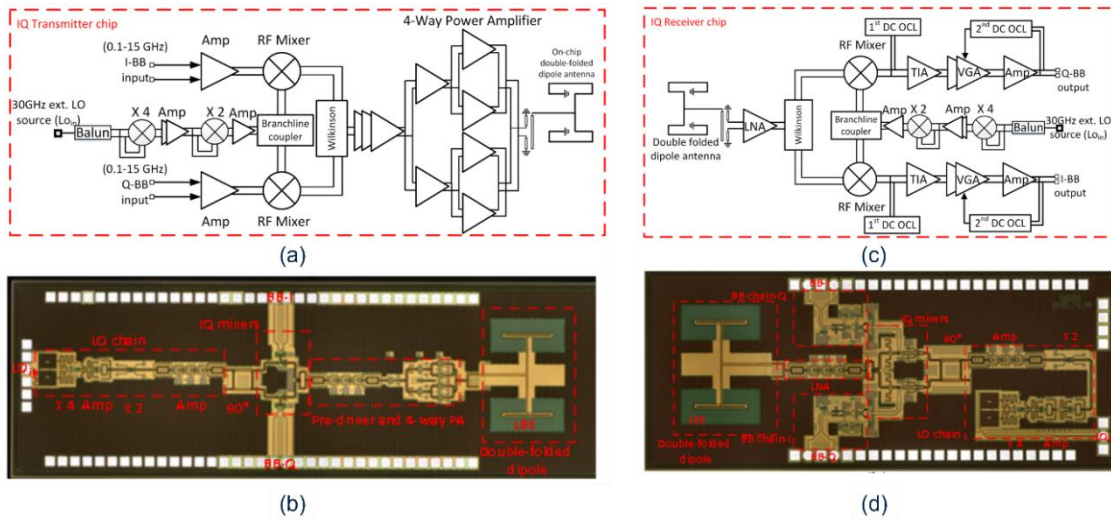 IQ Transmitter chip
4-Way Power Amplifier
(0.1-15 GHz)
I-BB
input
Amp
RF Mixer
On-chip
double-folded
dipole antenna
30GHz ext. LO
source (Lo_in)
Balun
X 4
Amp
X 2
Amp
Branchline
coupler
Wilkinson
(0.1-15 GHz)
Q-BB
input
Amp
RF Mixer
(a)
IQ Receiver chip
1st DC OCL
2nd DC OCL
RF Mixer
TIA
VGA
Amp
Q-BB
output
Double folded
dipole antenna
LNA
Wilkinson
Branchline
coupler
Amp
X 2
Amp
X 4
Balun
30GHz ext. LO
source (Lo_in)
RF Mixer
TIA
VGA
Amp
I-BB
output
1st DC OCL
2nd DC OCL
(c)
BB-I
IQ mixers
LO chain
LO
X 4
Amp
X 2
Amp
90°
Pre-driver and 4-way PA
LBE
Double-folded
dipole
BB-Q
(b)
BB chain-Q
BB-I
IQ mixers
90°
Amp
X 2
LNA
LBE
Double-folded
dipole
BB chain-I
BB-Q
LO chain
X 4
Amp
LO
(d)